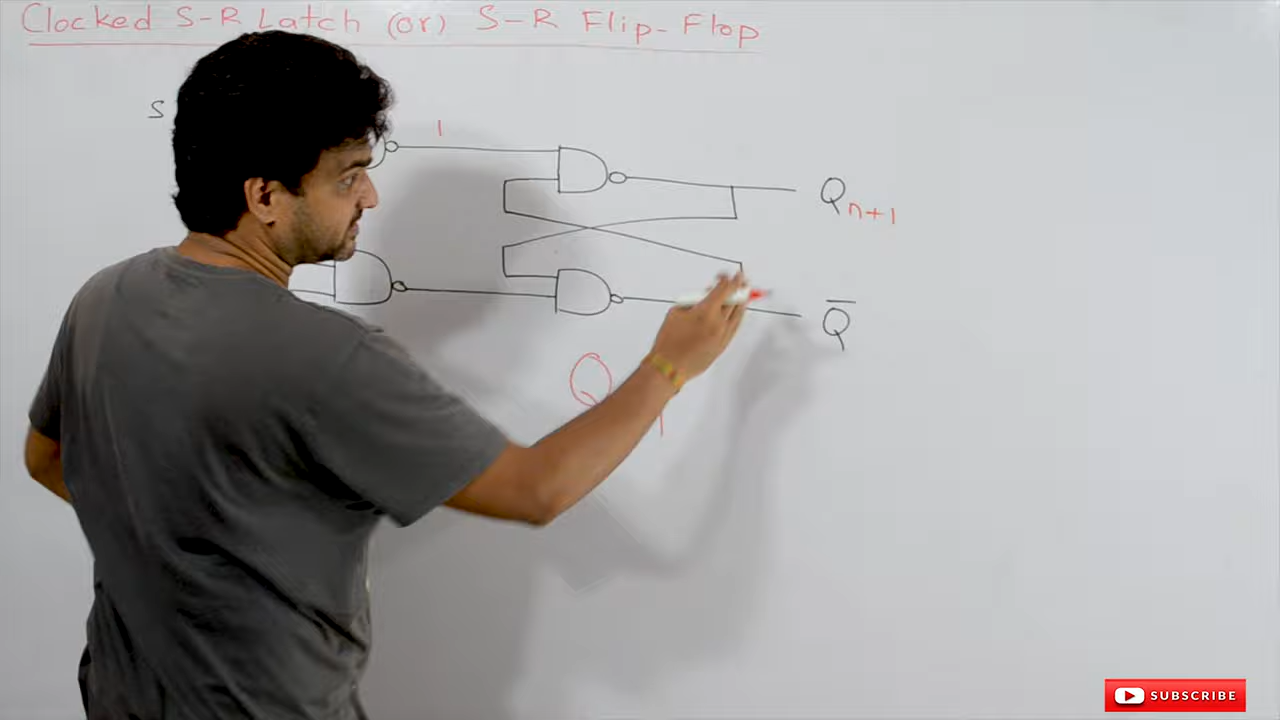 Clocked S-R Latch (or) S-R Flip-Flop
S
1
Qn+1
Q̅
Q
SUBSCRIBE